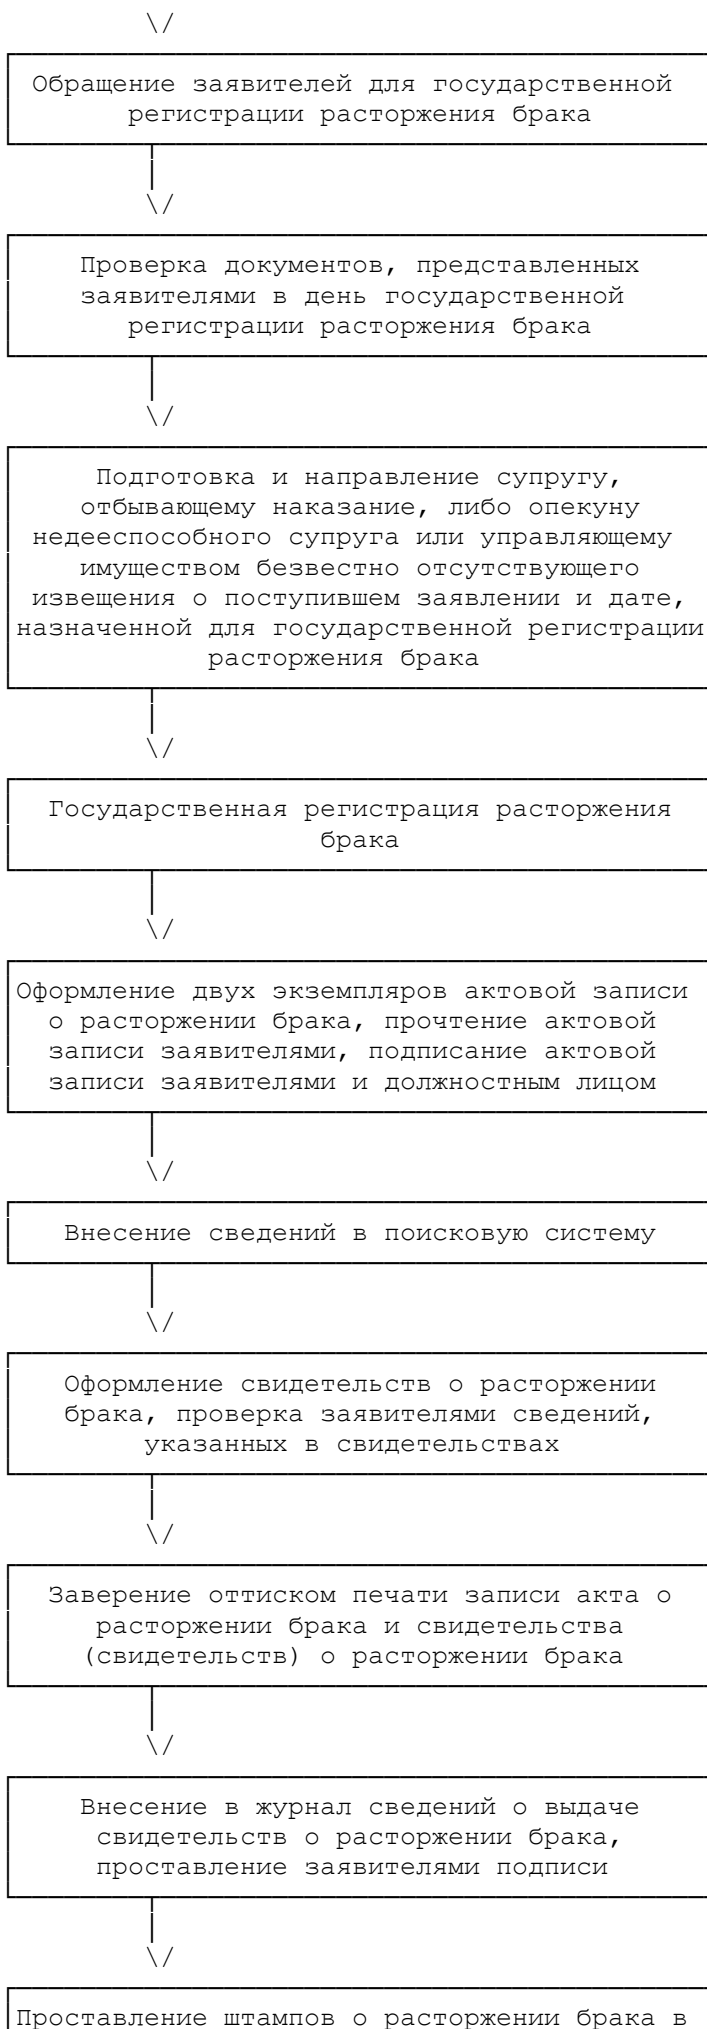 \/
Обращение заявителей для государственной
регистрации расторжения брака
\/
Проверка документов, представленных
заявителями в день государственной
регистрации расторжения брака
\/
Подготовка и направление супругу,
отбывающему наказание, либо опекуну
недееспособного супруга или управляющему
имуществом безвестно отсутствующего
извещения о поступившем заявлении и дате,
назначенной для государственной регистрации
расторжения брака
\/
Государственная регистрация расторжения
брака
\/
Оформление двух экземпляров актовой записи
о расторжении брака, прочтение актовой
записи заявителями, подписание актовой
записи заявителями и должностным лицом
\/
Внесение сведений в поисковую систему
\/
Оформление свидетельств о расторжении
брака, проверка заявителями сведений,
указанных в свидетельствах
\/
Заверение оттиском печати записи акта о
расторжении брака и свидетельства
(свидетельств) о расторжении брака
\/
Внесение в журнал сведений о выдаче
свидетельств о расторжении брака,
проставление заявителями подписи
\/
Проставление штампов о расторжении брака в